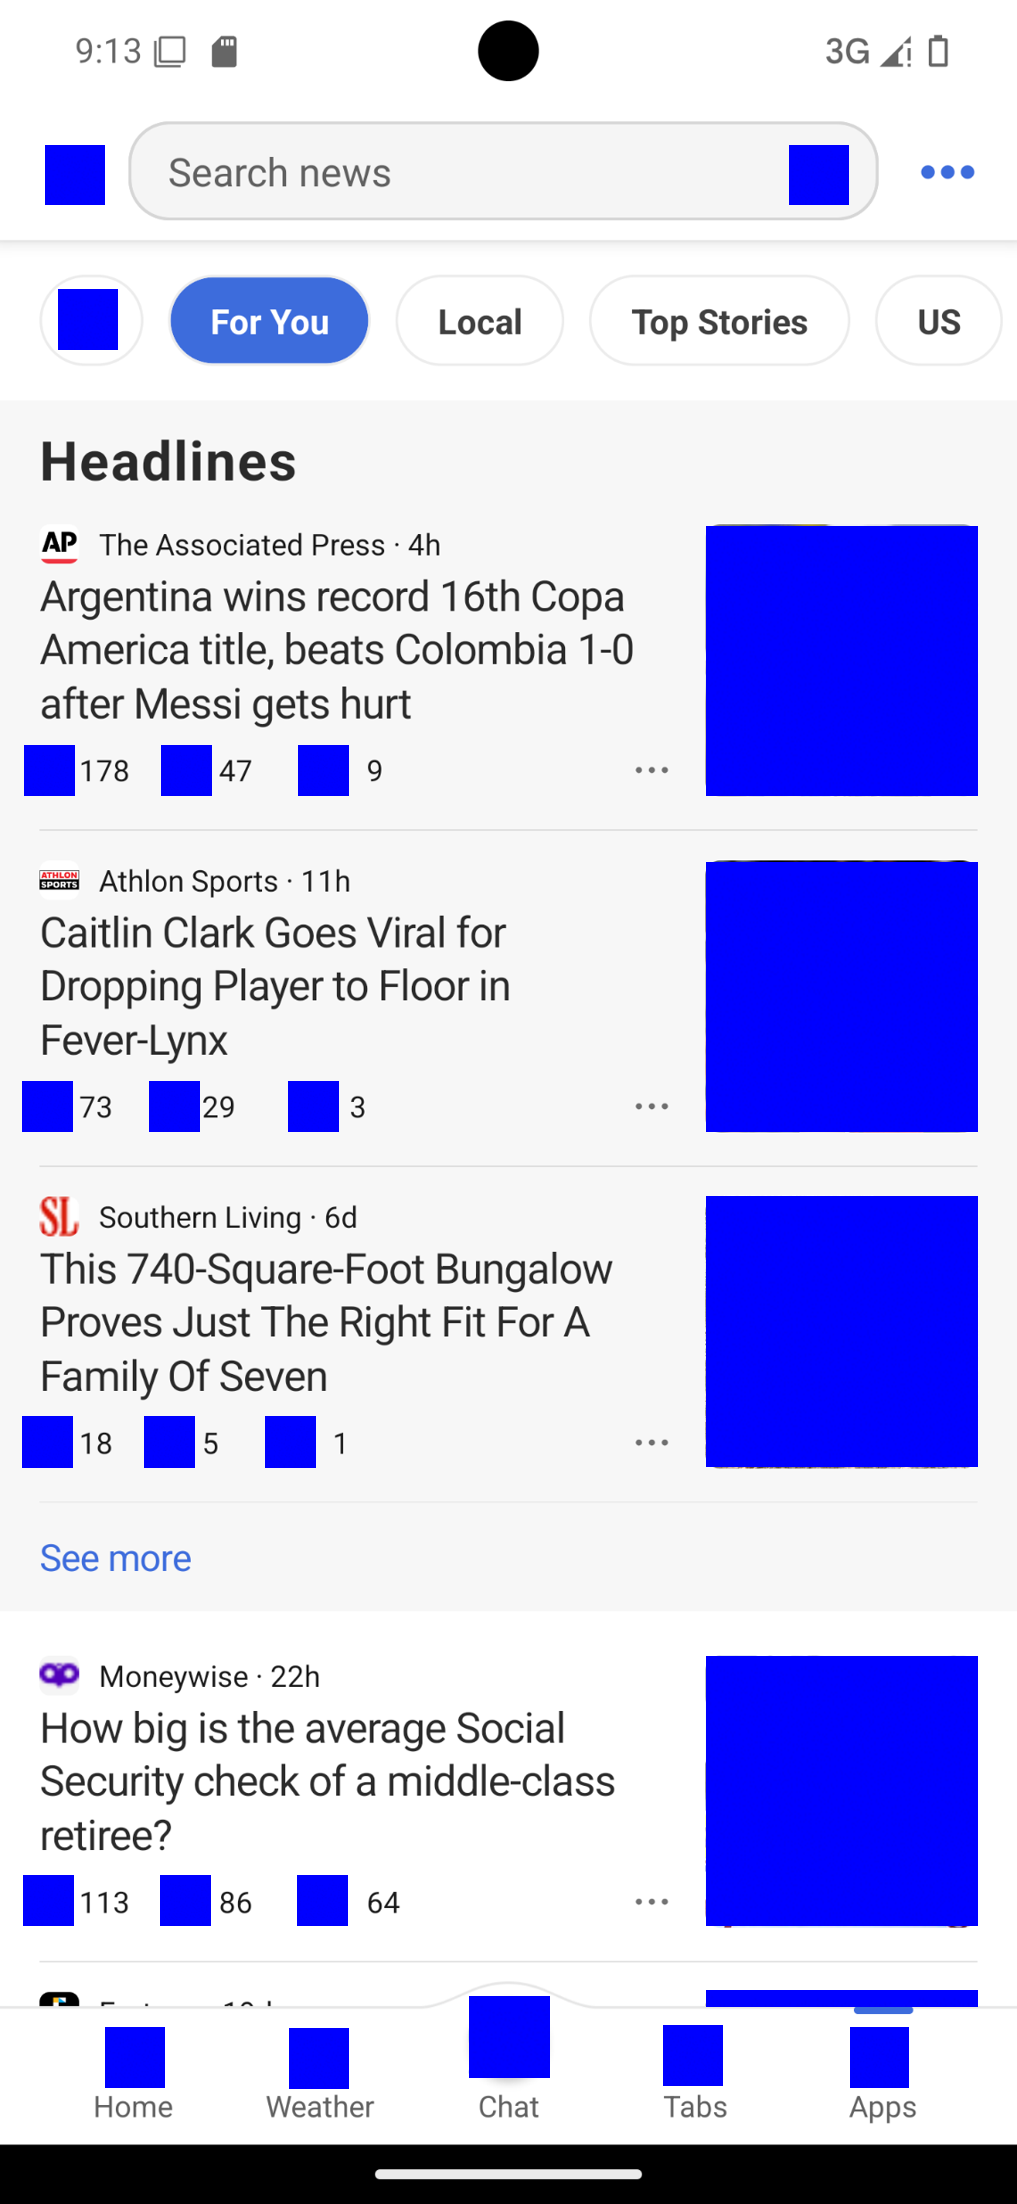 9:13
3G
Search news
For You
Local
Top Stories
US
Headlines
AP The Associated Press · 4h
Argentina wins record 16th Copa
America title, beats Colombia 1-0
after Messi gets hurt
178 47 9
ATHLON SPORTS Athlon Sports · 11h
Caitlin Clark Goes Viral for
Dropping Player to Floor in
Fever-Lynx
73 29 3
SL Southern Living · 6d
This 740-Square-Foot Bungalow
Proves Just The Right Fit For A
Family Of Seven
18 5 1
See more
Moneywise · 22h
How big is the average Social
Security check of a middle-class
retiree?
113 86 64
Home
Weather
Chat
Tabs
Apps